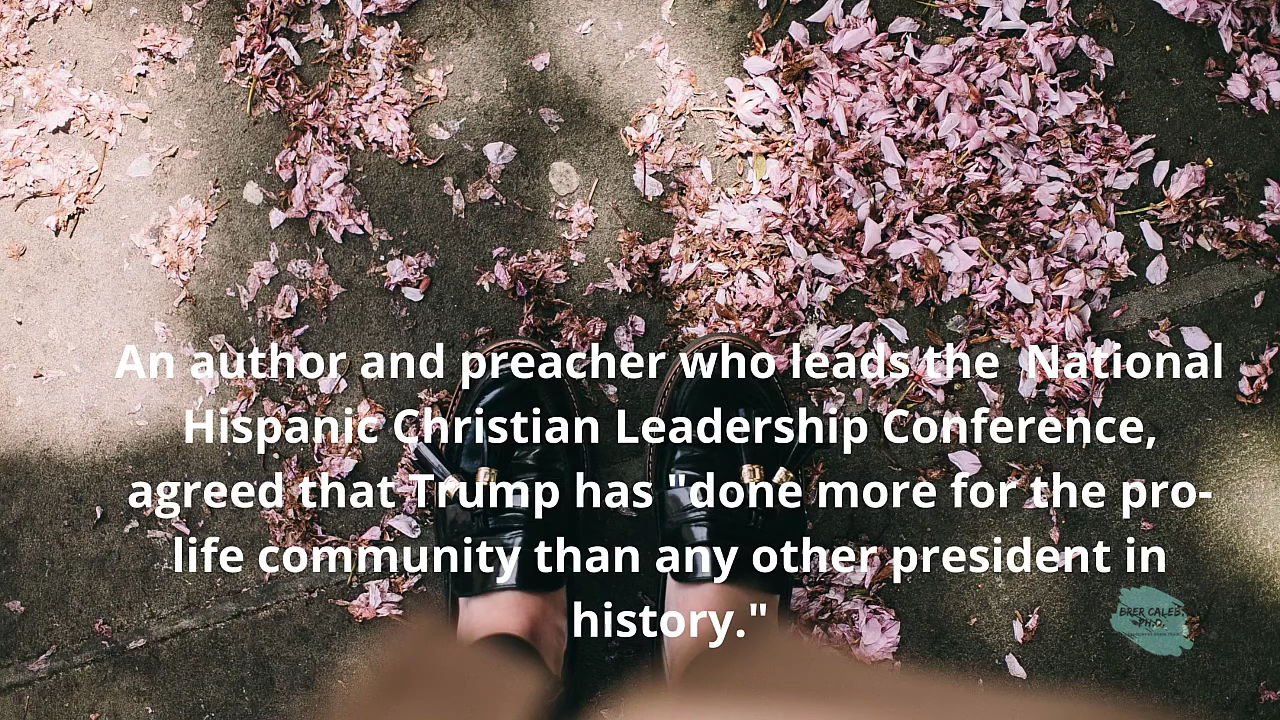 An author and preacher who leads the National
Hispanic Christian Leadership Conference,
agreed that Trump has "done more for the pro-
life community than any other president in
history."
BRER CALEB,
PH.D.